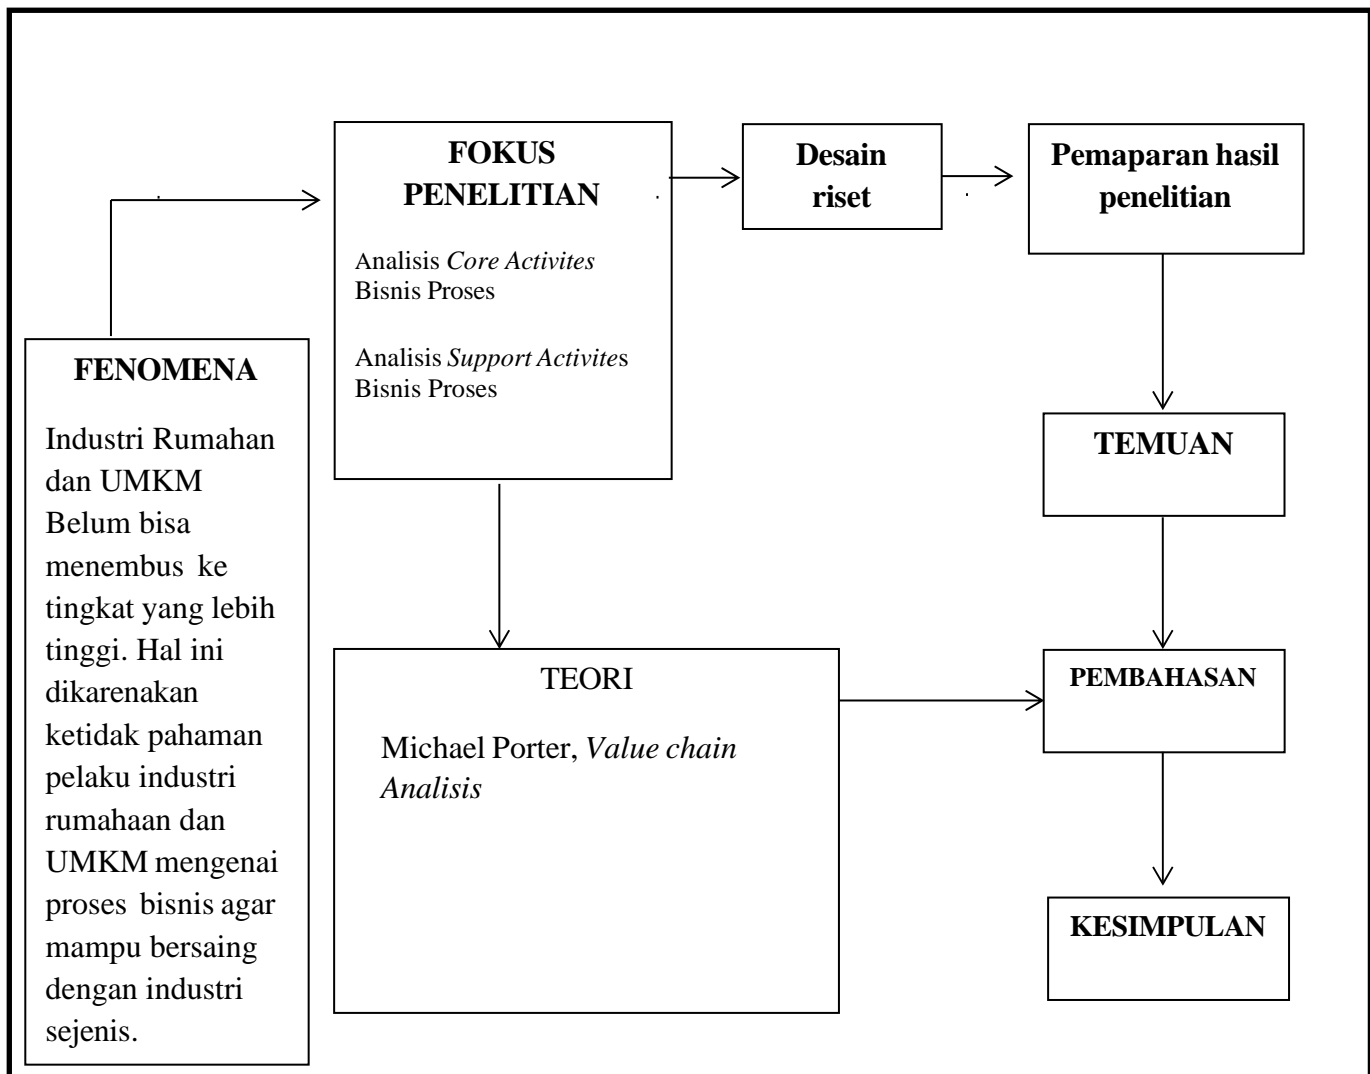 FENOMENA
Industri Rumahan
dan UMKM
Belum bisa
menembus ke
tingkat yang lebih
tinggi. Hal ini
dikarenakan
ketidak pahaman
pelaku industri
rumahaan dan
UMKM mengenai
proses bisnis agar
mampu bersaing
dengan industri
sejenis.
FOKUS
PENELITIAN
Analisis Core Activites
Bisnis Proses
Analisis Support Activites
Bisnis Proses
TEORI
Michael Porter, Value chain
Analisis
Desain
riset
Pemaparan hasil
penelitian
TEMUAN
PEMBAHASAN
KESIMPULAN